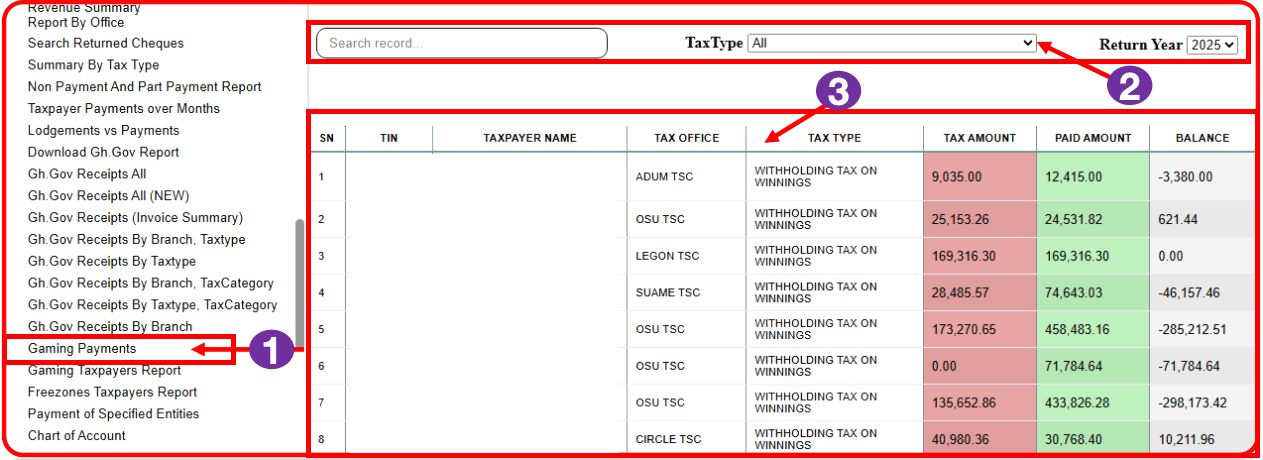 Revenue Summary
Report By Office
Search Returned Cheques
Summary By Tax Type
Non Payment And Part Payment Report
Taxpayer Payments over Months
Lodgements vs Payments
Download Gh.Gov Report
Gh.Gov Receipts All
Gh.Gov Receipts All (NEW)
Gh.Gov Receipts (Invoice Summary)
Gh.Gov Receipts By Branch, Taxtype
Gh.Gov Receipts By Taxtype
Gh.Gov Receipts By Branch, TaxCategory
Gh.Gov Receipts By Taxtype, TaxCategory
Gh.Gov Receipts By Branch
Gaming Payments
1
Gaming Taxpayers Report
Freezones Taxpayers Report
Payment of Specified Entities
Chart of Account
Search record...
TaxType All
Return Year 2025
2
3
SN TIN TAXPAYER NAME TAX OFFICE TAX TYPE TAX AMOUNT PAID AMOUNT BALANCE
1 ADUM TSC WITHHOLDING TAX ON 9,035.00 12,415.00 -3,380.00
WINNINGS
2 OSU TSC WITHHOLDING TAX ON 25,153.26 24,531.82 621.44
WINNINGS
3 LEGON TSC WITHHOLDING TAX ON 169,316.30 169,316.30 0.00
WINNINGS
4 SUAME TSC WITHHOLDING TAX ON 28,485.57 74,643.03 -46,157.46
WINNINGS
5 OSU TSC WITHHOLDING TAX ON 173,270.65 458,483.16 -285,212.51
WINNINGS
6 OSU TSC WITHHOLDING TAX ON 0.00 71,784.64 -71,784.64
WINNINGS
7 OSU TSC WITHHOLDING TAX ON 135,652.86 433,826.28 -298,173.42
WINNINGS
8 CIRCLE TSC WITHHOLDING TAX ON 40,980.36 30,768.40 10,211.96
WINNINGS